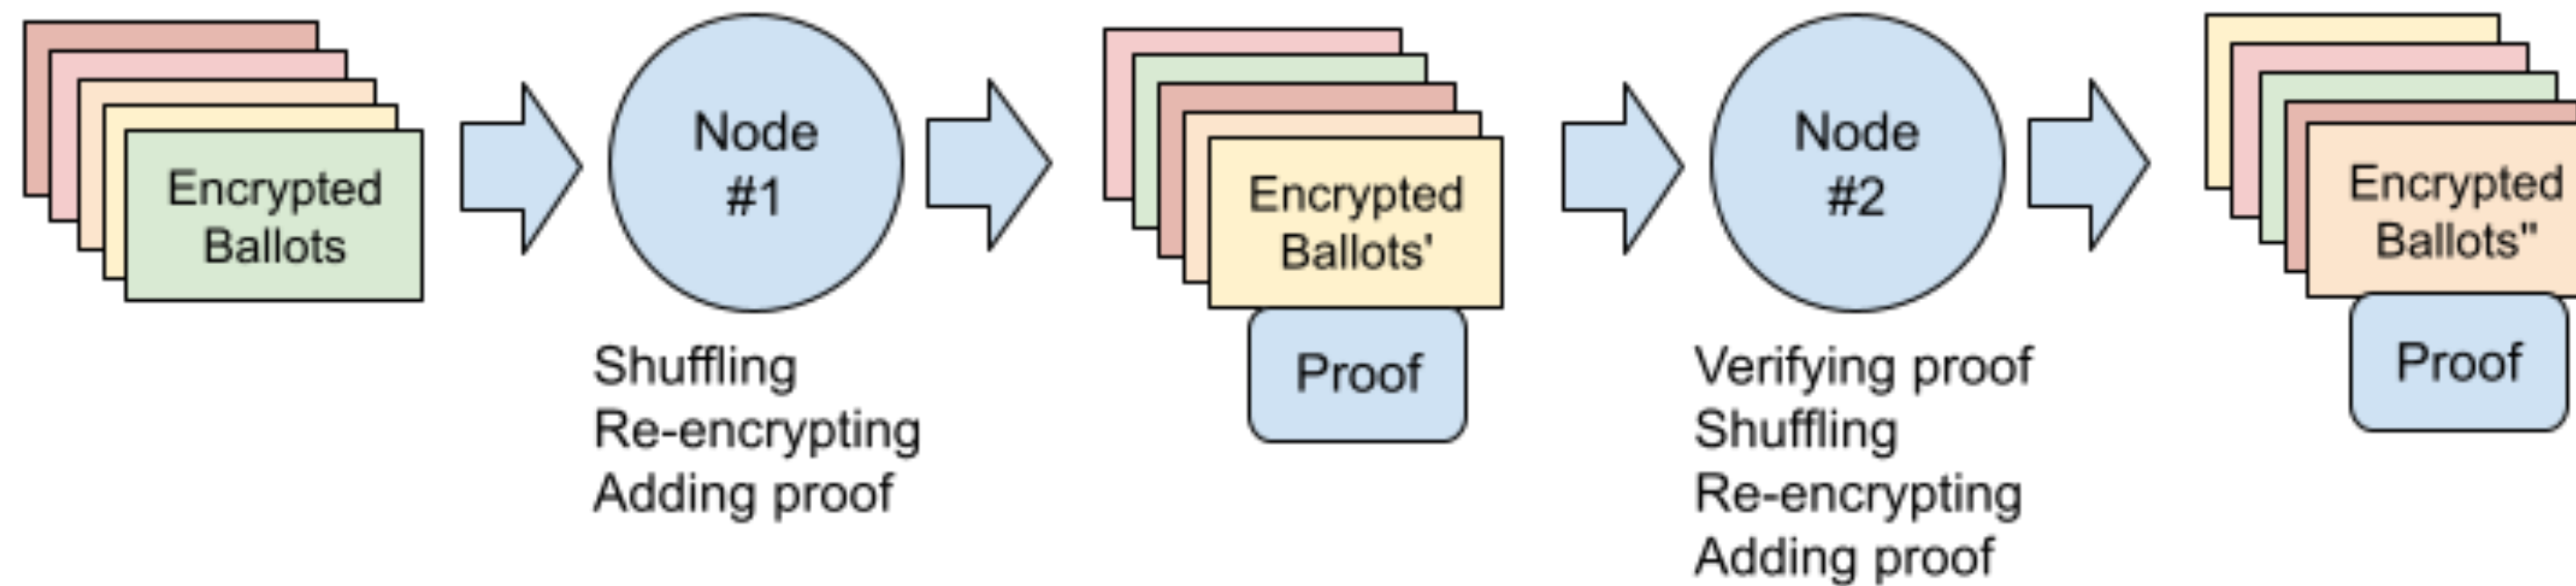 Encrypted
Ballots
Node
#1
Shuffling
Re-encrypting
Adding proof
Encrypted
Ballots'
Proof
Node
#2
Verifying proof
Shuffling
Re-encrypting
Adding proof
Encrypted
Ballots"
Proof